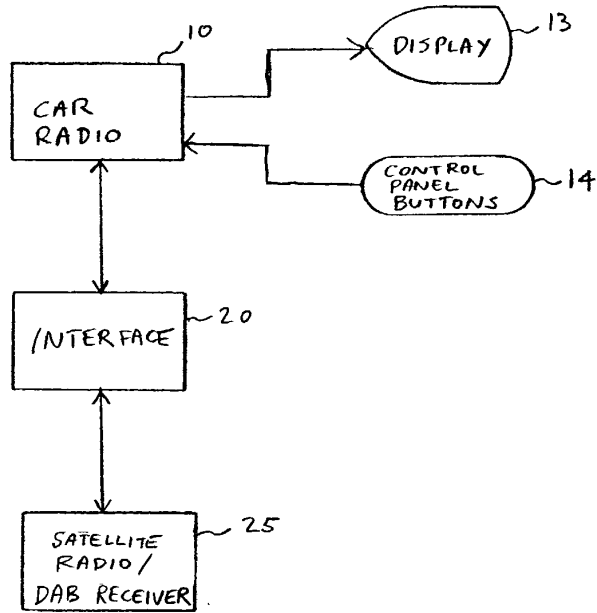 10
CAR
RADIO
DISPLAY
13
CONTROL
PANEL
BUTTONS
14
INTERFACE
20
SATELLITE
RADIO/
DAB RECEIVER
25